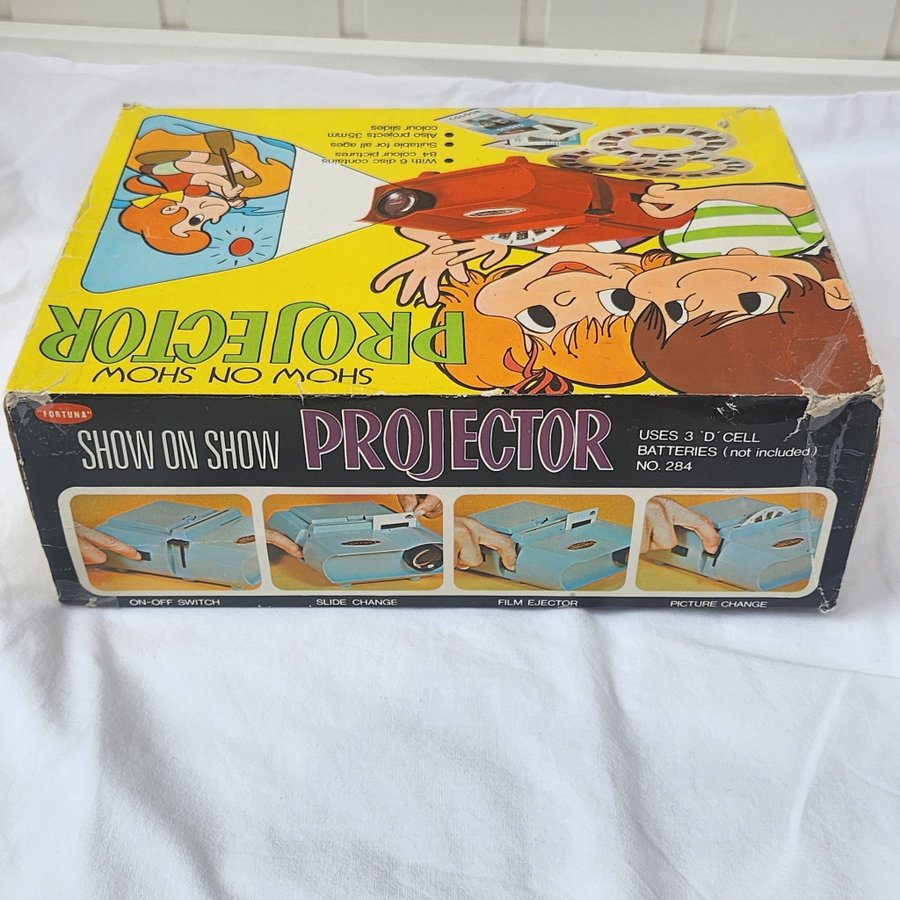 With 6 disc contains
84 colour pictures
Suitable for all ages
Also projects 35mm
colour slides
PROJECTOR
SHOW ON SHOW
"FORTUNA"
SHOW ON SHOW PROJECTOR
USES 3 'D' CELL
BATTERIES (not included)
NO. 284
ON-OFF SWITCH
SLIDE CHANGE
FILM EJECTOR
PICTURE CHANGE